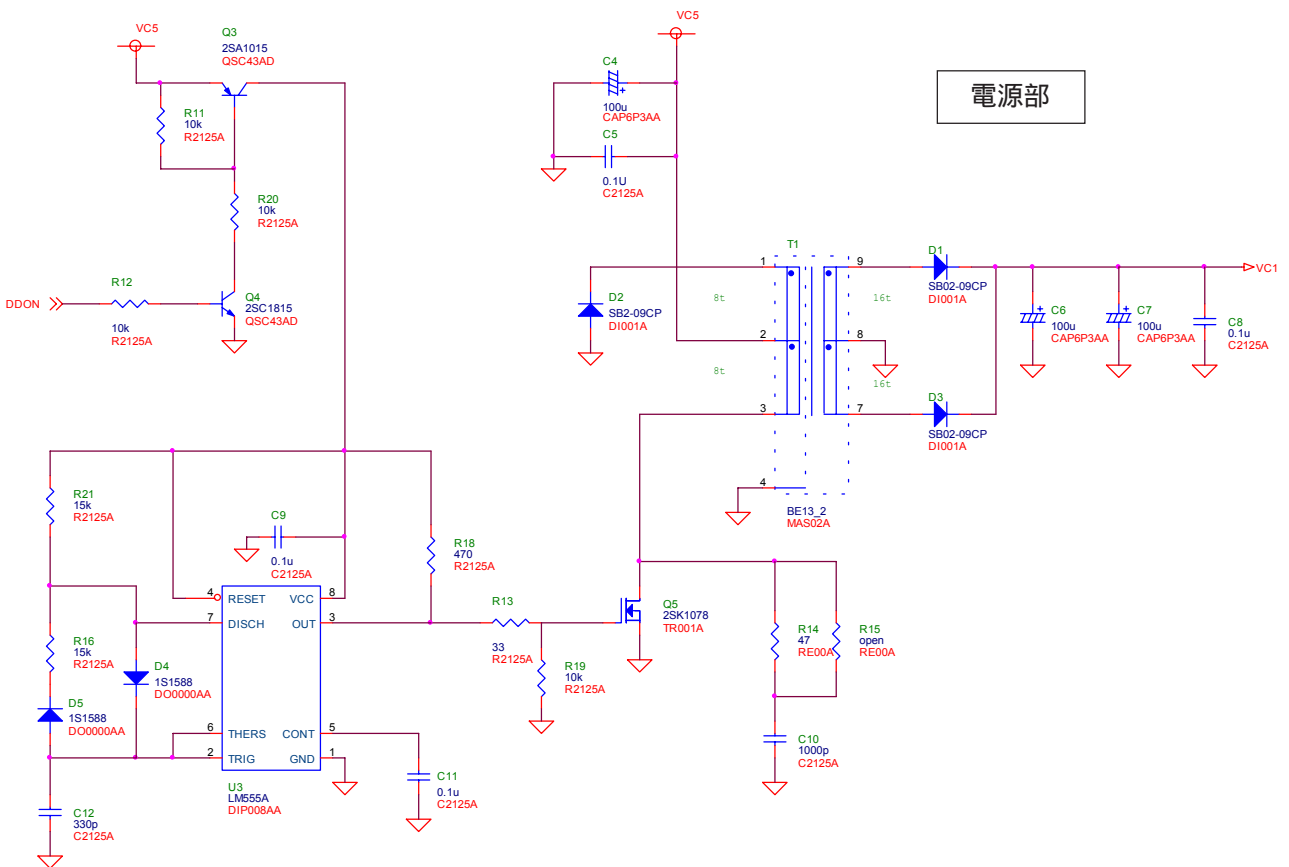 VC5
Q3
2SA1015
QSC43AD
R11
10k
R2125A
R20
10k
R2125A
DDON
R12
10k
R2125A
Q4
2SC1815
QSC43AD
VC5
C4
+
100u
CAP6P3AA
C5
0.1U
C2125A
電源部
T1
1
2
3
4
9
8
7
8t
8t
16t
16t
BE13_2
MAS02A
D2
SB2-09CP
DI001A
D1
SB02-09CP
DI001A
D3
SB02-09CP
DI001A
VC1
+
C6
100u
CAP6P3AA
+
C7
100u
CAP6P3AA
C8
0.1u
C2125A
R21
15k
R2125A
C9
0.1u
C2125A
R18
470
R2125A
R16
15k
R2125A
D4
1S1588
DO0000AA
D5
1S1588
DO0000AA
4
RESET
VCC
8
7
DISCH
OUT
3
6
THERS
CONT
5
2
TRIG
GND
1
U3
LM555A
DIP008AA
R13
33
R2125A
R19
10k
R2125A
Q5
2SK1078
TR001A
R14
47
RE00A
R15
open
RE00A
C10
1000p
C2125A
C11
0.1u
C2125A
C12
330p
C2125A